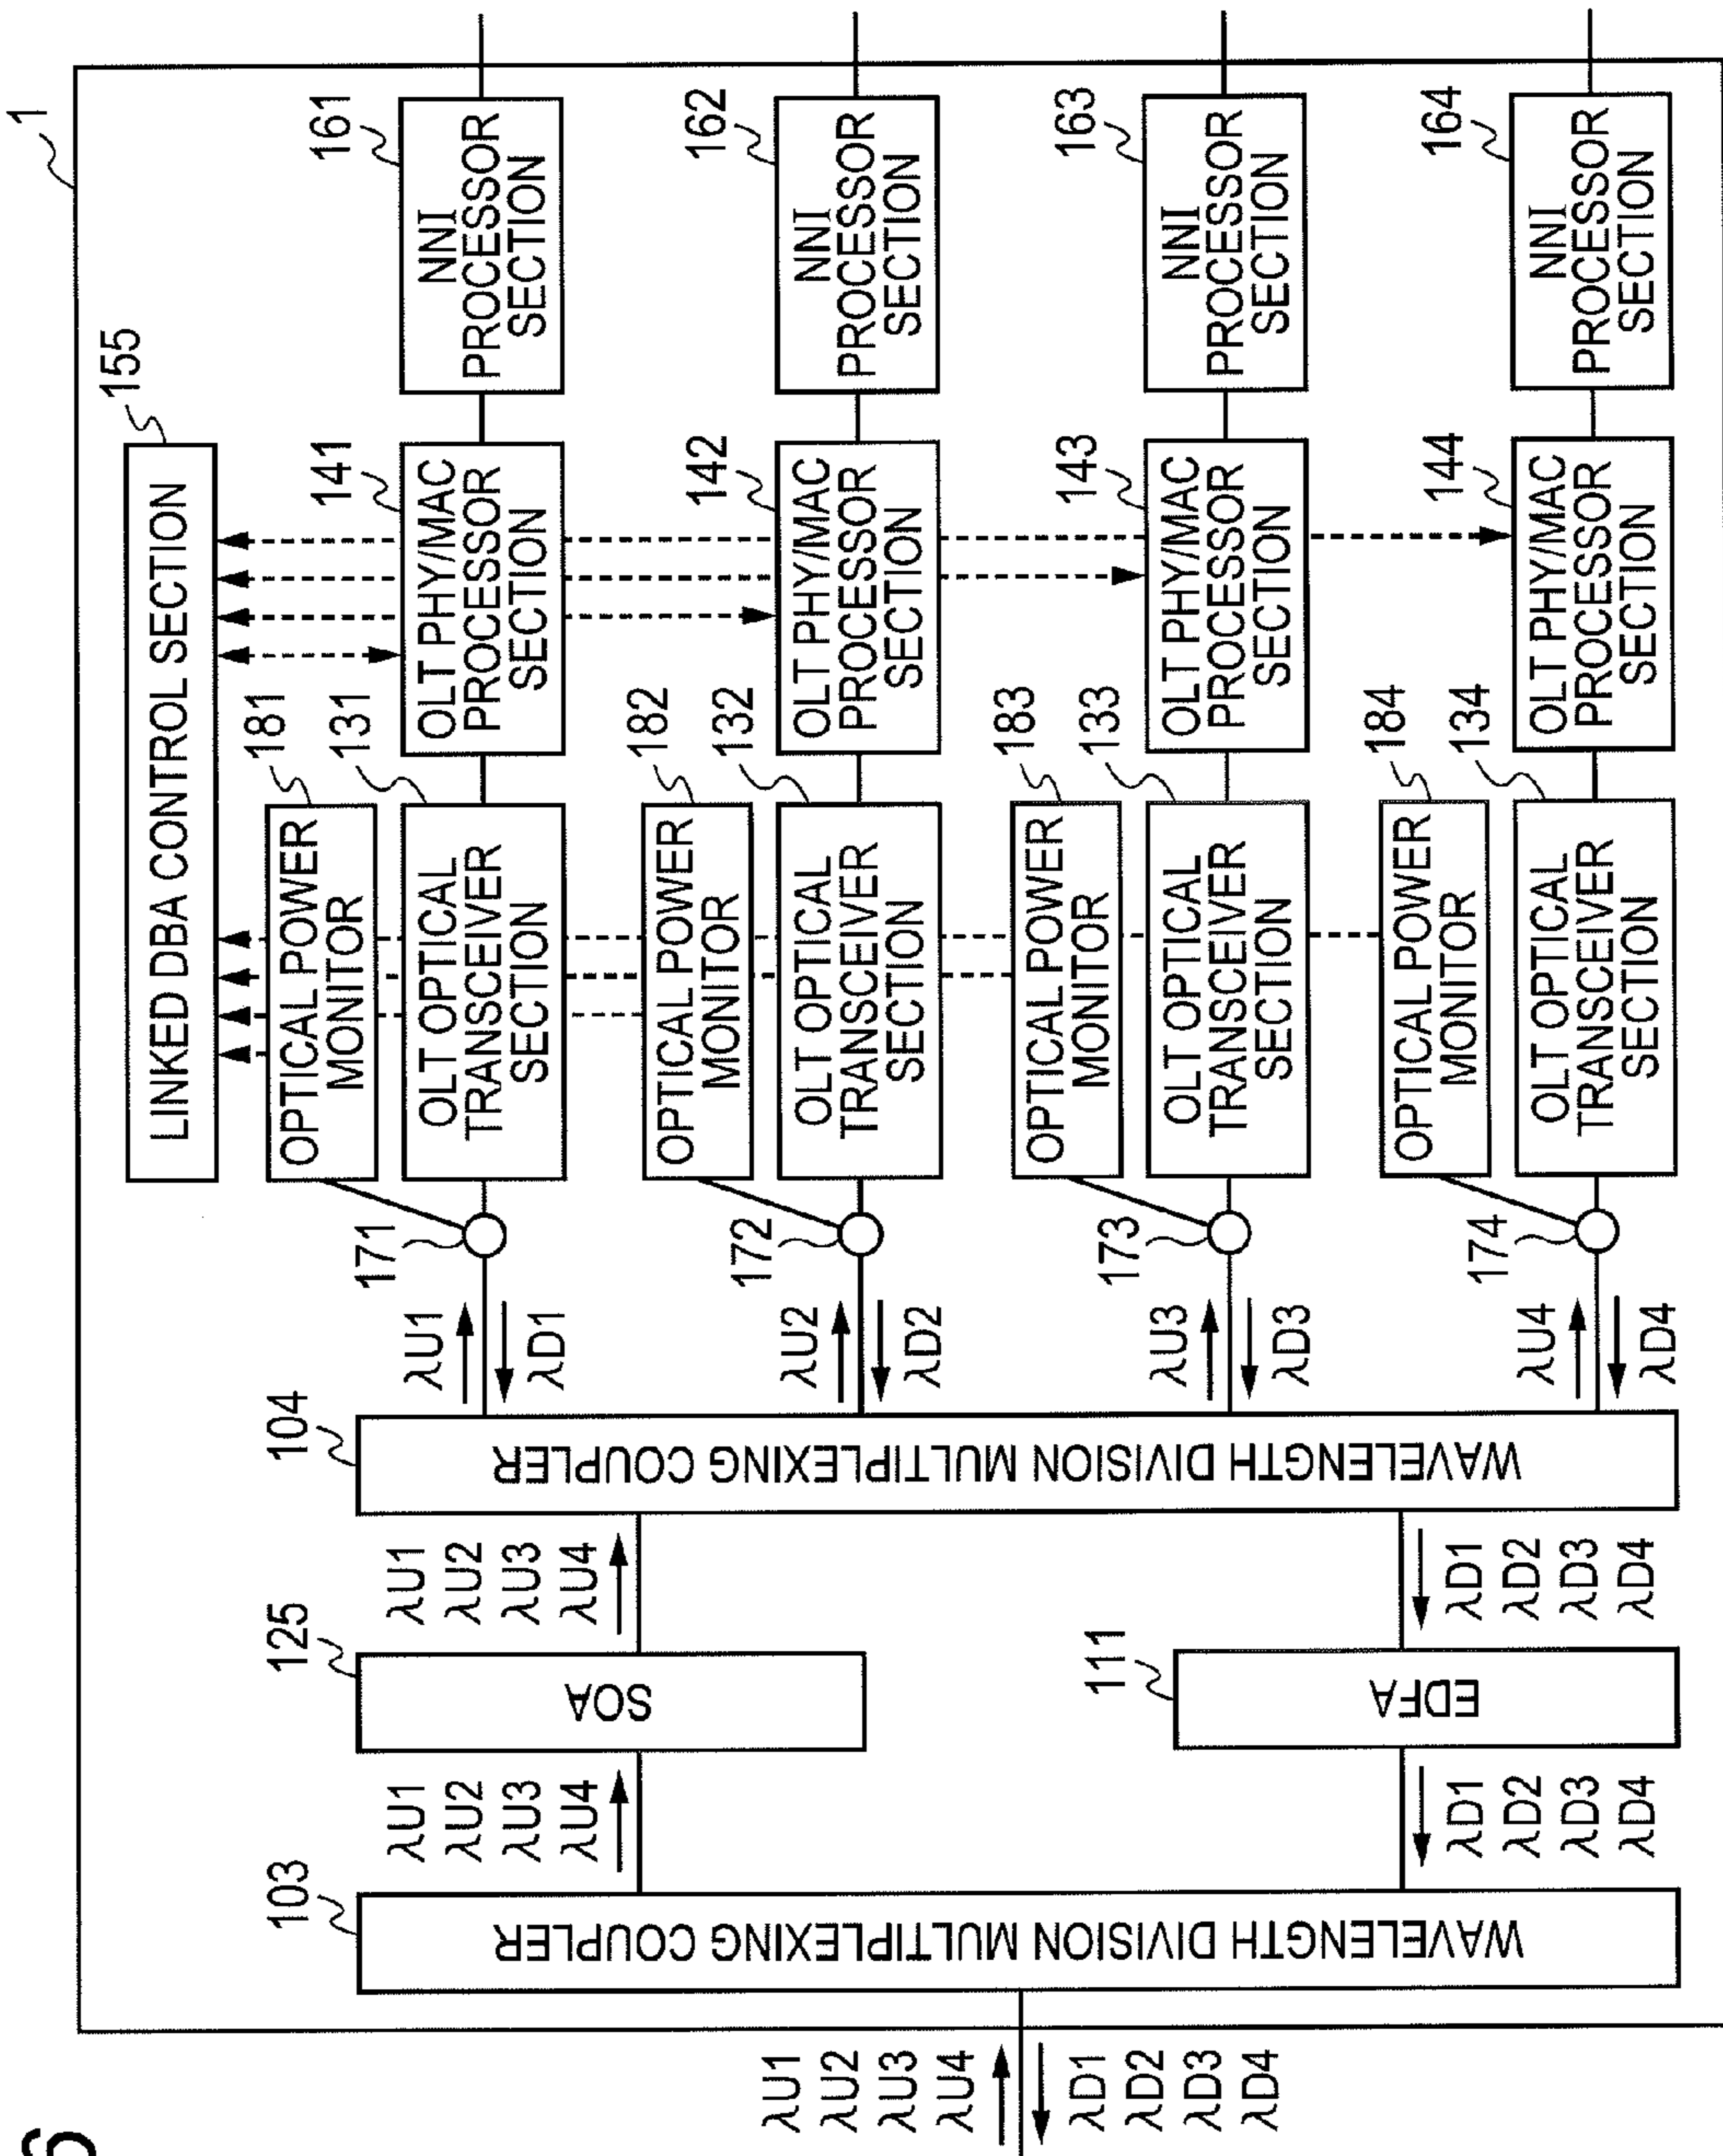 6
1
LINKED DBA CONTROL SECTION
155
OPTICAL POWER
MONITOR
181
OLT OPTICAL
TRANSCEIVER
SECTION
131
OLT PHY/MAC
PROCESSOR
SECTION
141
NNI
PROCESSOR
SECTION
161
171
λU1
λD1
OPTICAL POWER
MONITOR
182
OLT OPTICAL
TRANSCEIVER
SECTION
132
OLT PHY/MAC
PROCESSOR
SECTION
142
NNI
PROCESSOR
SECTION
162
172
λU2
λD2
OPTICAL POWER
MONITOR
183
OLT OPTICAL
TRANSCEIVER
SECTION
133
OLT PHY/MAC
PROCESSOR
SECTION
143
NNI
PROCESSOR
SECTION
163
173
λU3
λD3
OPTICAL POWER
MONITOR
184
OLT OPTICAL
TRANSCEIVER
SECTION
134
OLT PHY/MAC
PROCESSOR
SECTION
144
NNI
PROCESSOR
SECTION
164
174
λU4
λD4
104
WAVELENGTH DIVISION MULTIPLEXING COUPLER
λU1
λU2
λU3
λU4
λD1
λD2
λD3
λD4
125
SOA
111
EDFA
λU1
λU2
λU3
λU4
λD1
λD2
λD3
λD4
103
WAVELENGTH DIVISION MULTIPLEXING COUPLER
λU1
λU2
λU3
λU4
λD1
λD2
λD3
λD4